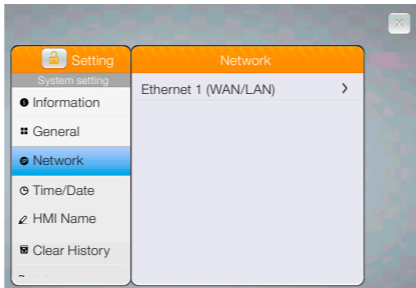 Setting
System setting
Information
General
Network
Time/Date
HMI Name
Clear History
Network
Ethernet 1 (WAN/LAN)